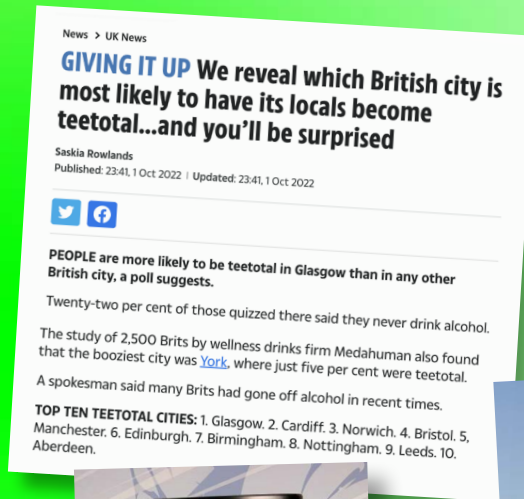 News > UK News
GIVING IT UP We reveal which British city is
most likely to have its locals become
teetotal...and you'll be surprised
Saskia Rowlands
Published: 23:41, 1 Oct 2022 | Updated: 23:41, 1 Oct 2022
PEOPLE are more likely to be teetotal in Glasgow than in any other
British city, a poll suggests.
Twenty-two per cent of those quizzed there said they never drink alcohol.
The study of 2,500 Brits by wellness drinks firm Medahuman also found
that the booziest city was York, where just five per cent were teetotal.
A spokesman said many Brits had gone off alcohol in recent times.
TOP TEN TEETOTAL CITIES: 1. Glasgow. 2. Cardiff. 3. Norwich. 4. Bristol. 5,
Manchester. 6. Edinburgh. 7. Birmingham. 8. Nottingham. 9. Leeds. 10.
Aberdeen.